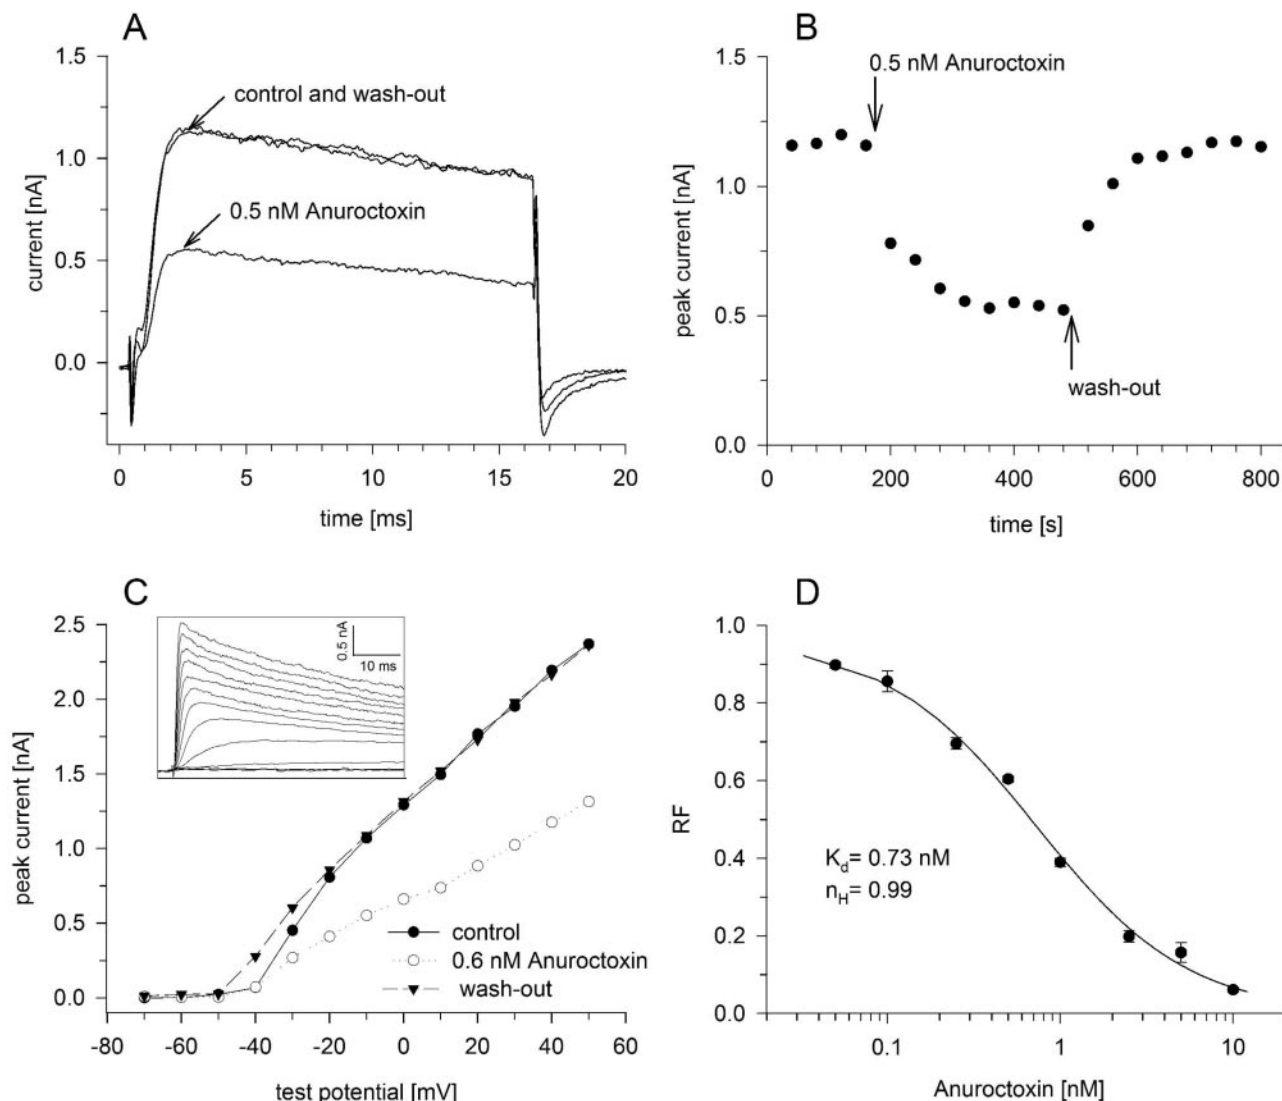 A
1.5
1.0
0.5
0.0
current [nA]
control and wash-out
0.5 nM Anuroctoxin
0 5 10 15 20
time [ms]
B
1.5
1.0
0.5
0.0
peak current [nA]
0.5 nM Anuroctoxin
wash-out
0 200 400 600 800
time [s]
C
2.5
2.0
1.5
1.0
0.5
0.0
peak current [nA]
0.5 nA
10 ms
control
0.6 nM Anuroctoxin
wash-out
-80 -60 -40 -20 0 20 40 60
test potential [mV]
D
1.0
0.8
0.6
0.4
0.2
0.0
RF
Kd= 0.73 nM
nH= 0.99
0.1 1 10
Anuroctoxin [nM]